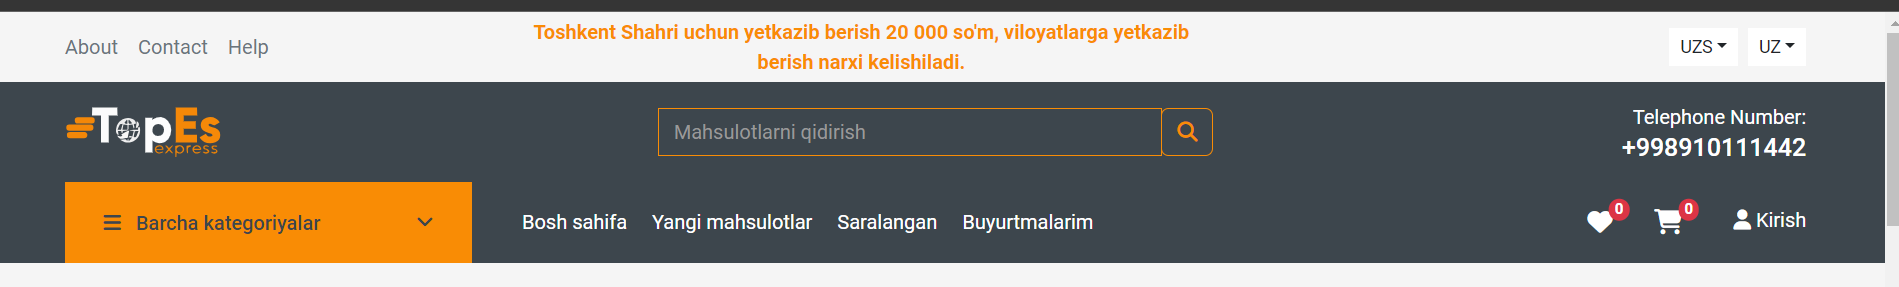 About Contact Help
Toshkent Shahri uchun yetkazib berish 20 000 so'm, viloyatlarga yetkazib
berish narxi kelishiladi.
UZS UZ
TopEs
express
Mahsulotlarni qidirish
Telephone Number:
+998910111442
Barcha kategoriyalar
Bosh sahifa Yangi mahsulotlar Saralangan Buyurtmalarim
0 0 Kirish